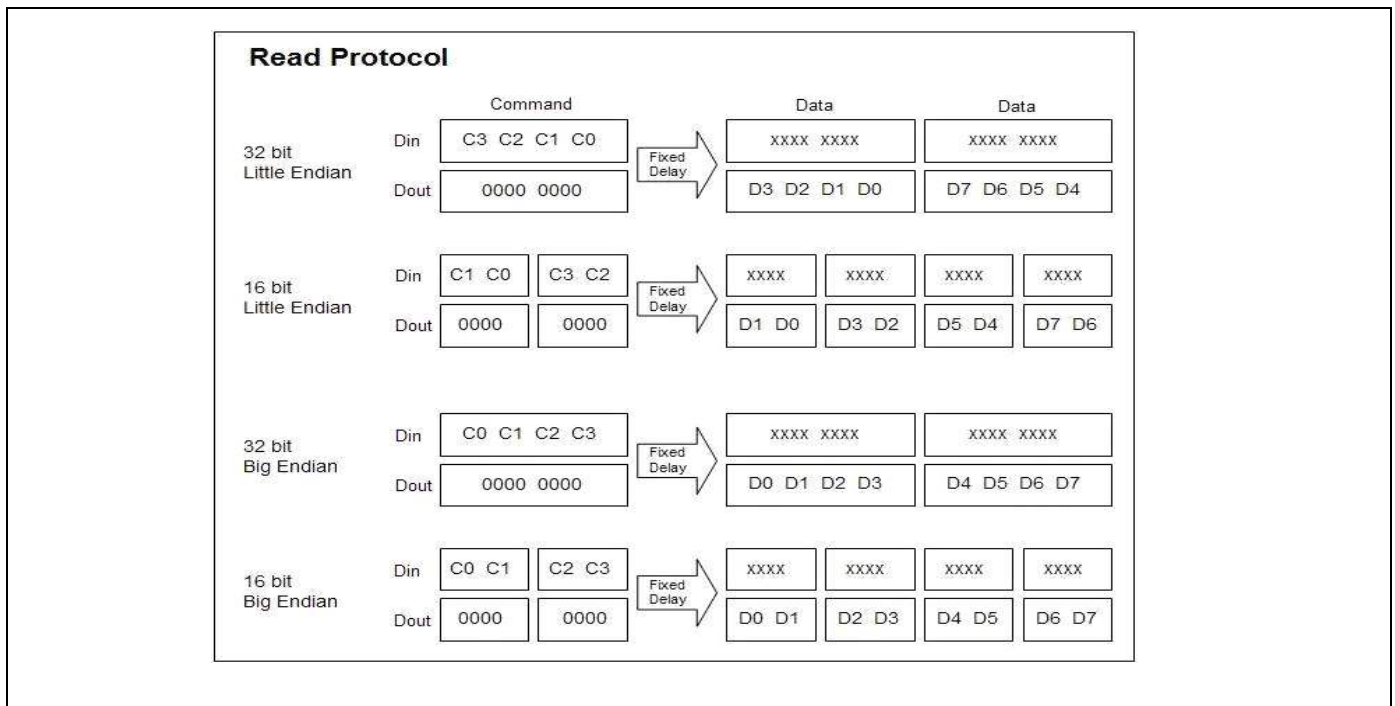 Read Protocol
Command Data Data
32 bit
Little Endian
Din C3 C2 C1 C0 Fixed Delay XXXX XXXX XXXX XXXX
Dout 0000 0000 D3 D2 D1 D0 D7 D6 D5 D4
16 bit
Little Endian
Din C1 C0 C3 C2 Fixed Delay XXXX XXXX XXXX XXXX
Dout 0000 0000 D1 D0 D3 D2 D5 D4 D7 D6
32 bit
Big Endian
Din C0 C1 C2 C3 Fixed Delay XXXX XXXX XXXX XXXX
Dout 0000 0000 D0 D1 D2 D3 D4 D5 D6 D7
16 bit
Big Endian
Din C0 C1 C2 C3 Fixed Delay XXXX XXXX XXXX XXXX
Dout 0000 0000 D0 D1 D2 D3 D4 D5 D6 D7